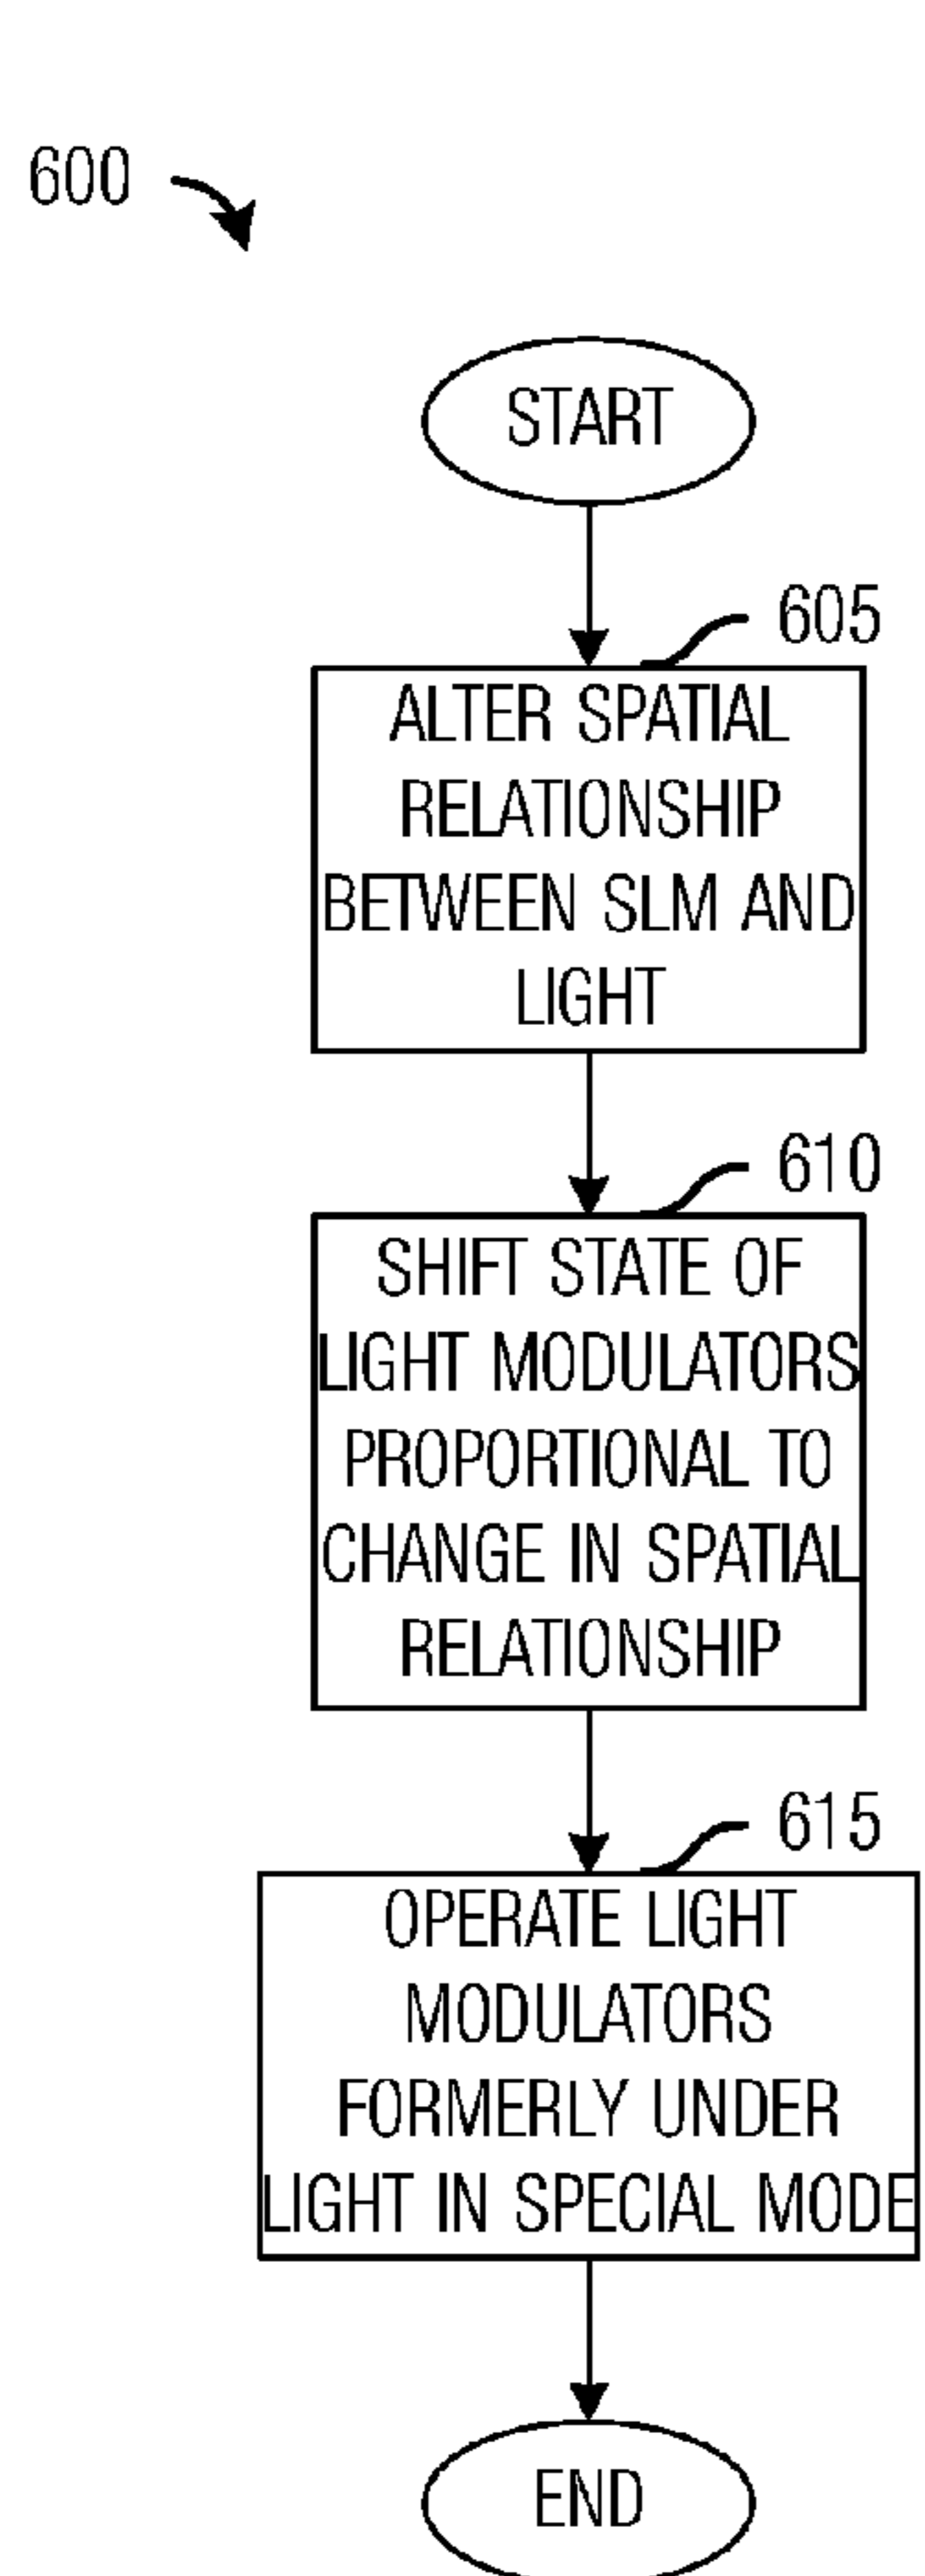 600
START
605
ALTER SPATIAL
RELATIONSHIP
BETWEEN SLM AND
LIGHT
610
SHIFT STATE OF
LIGHT MODULATORS
PROPORTIONAL TO
CHANGE IN SPATIAL
RELATIONSHIP
615
OPERATE LIGHT
MODULATORS
FORMERLY UNDER
LIGHT IN SPECIAL MODE
END